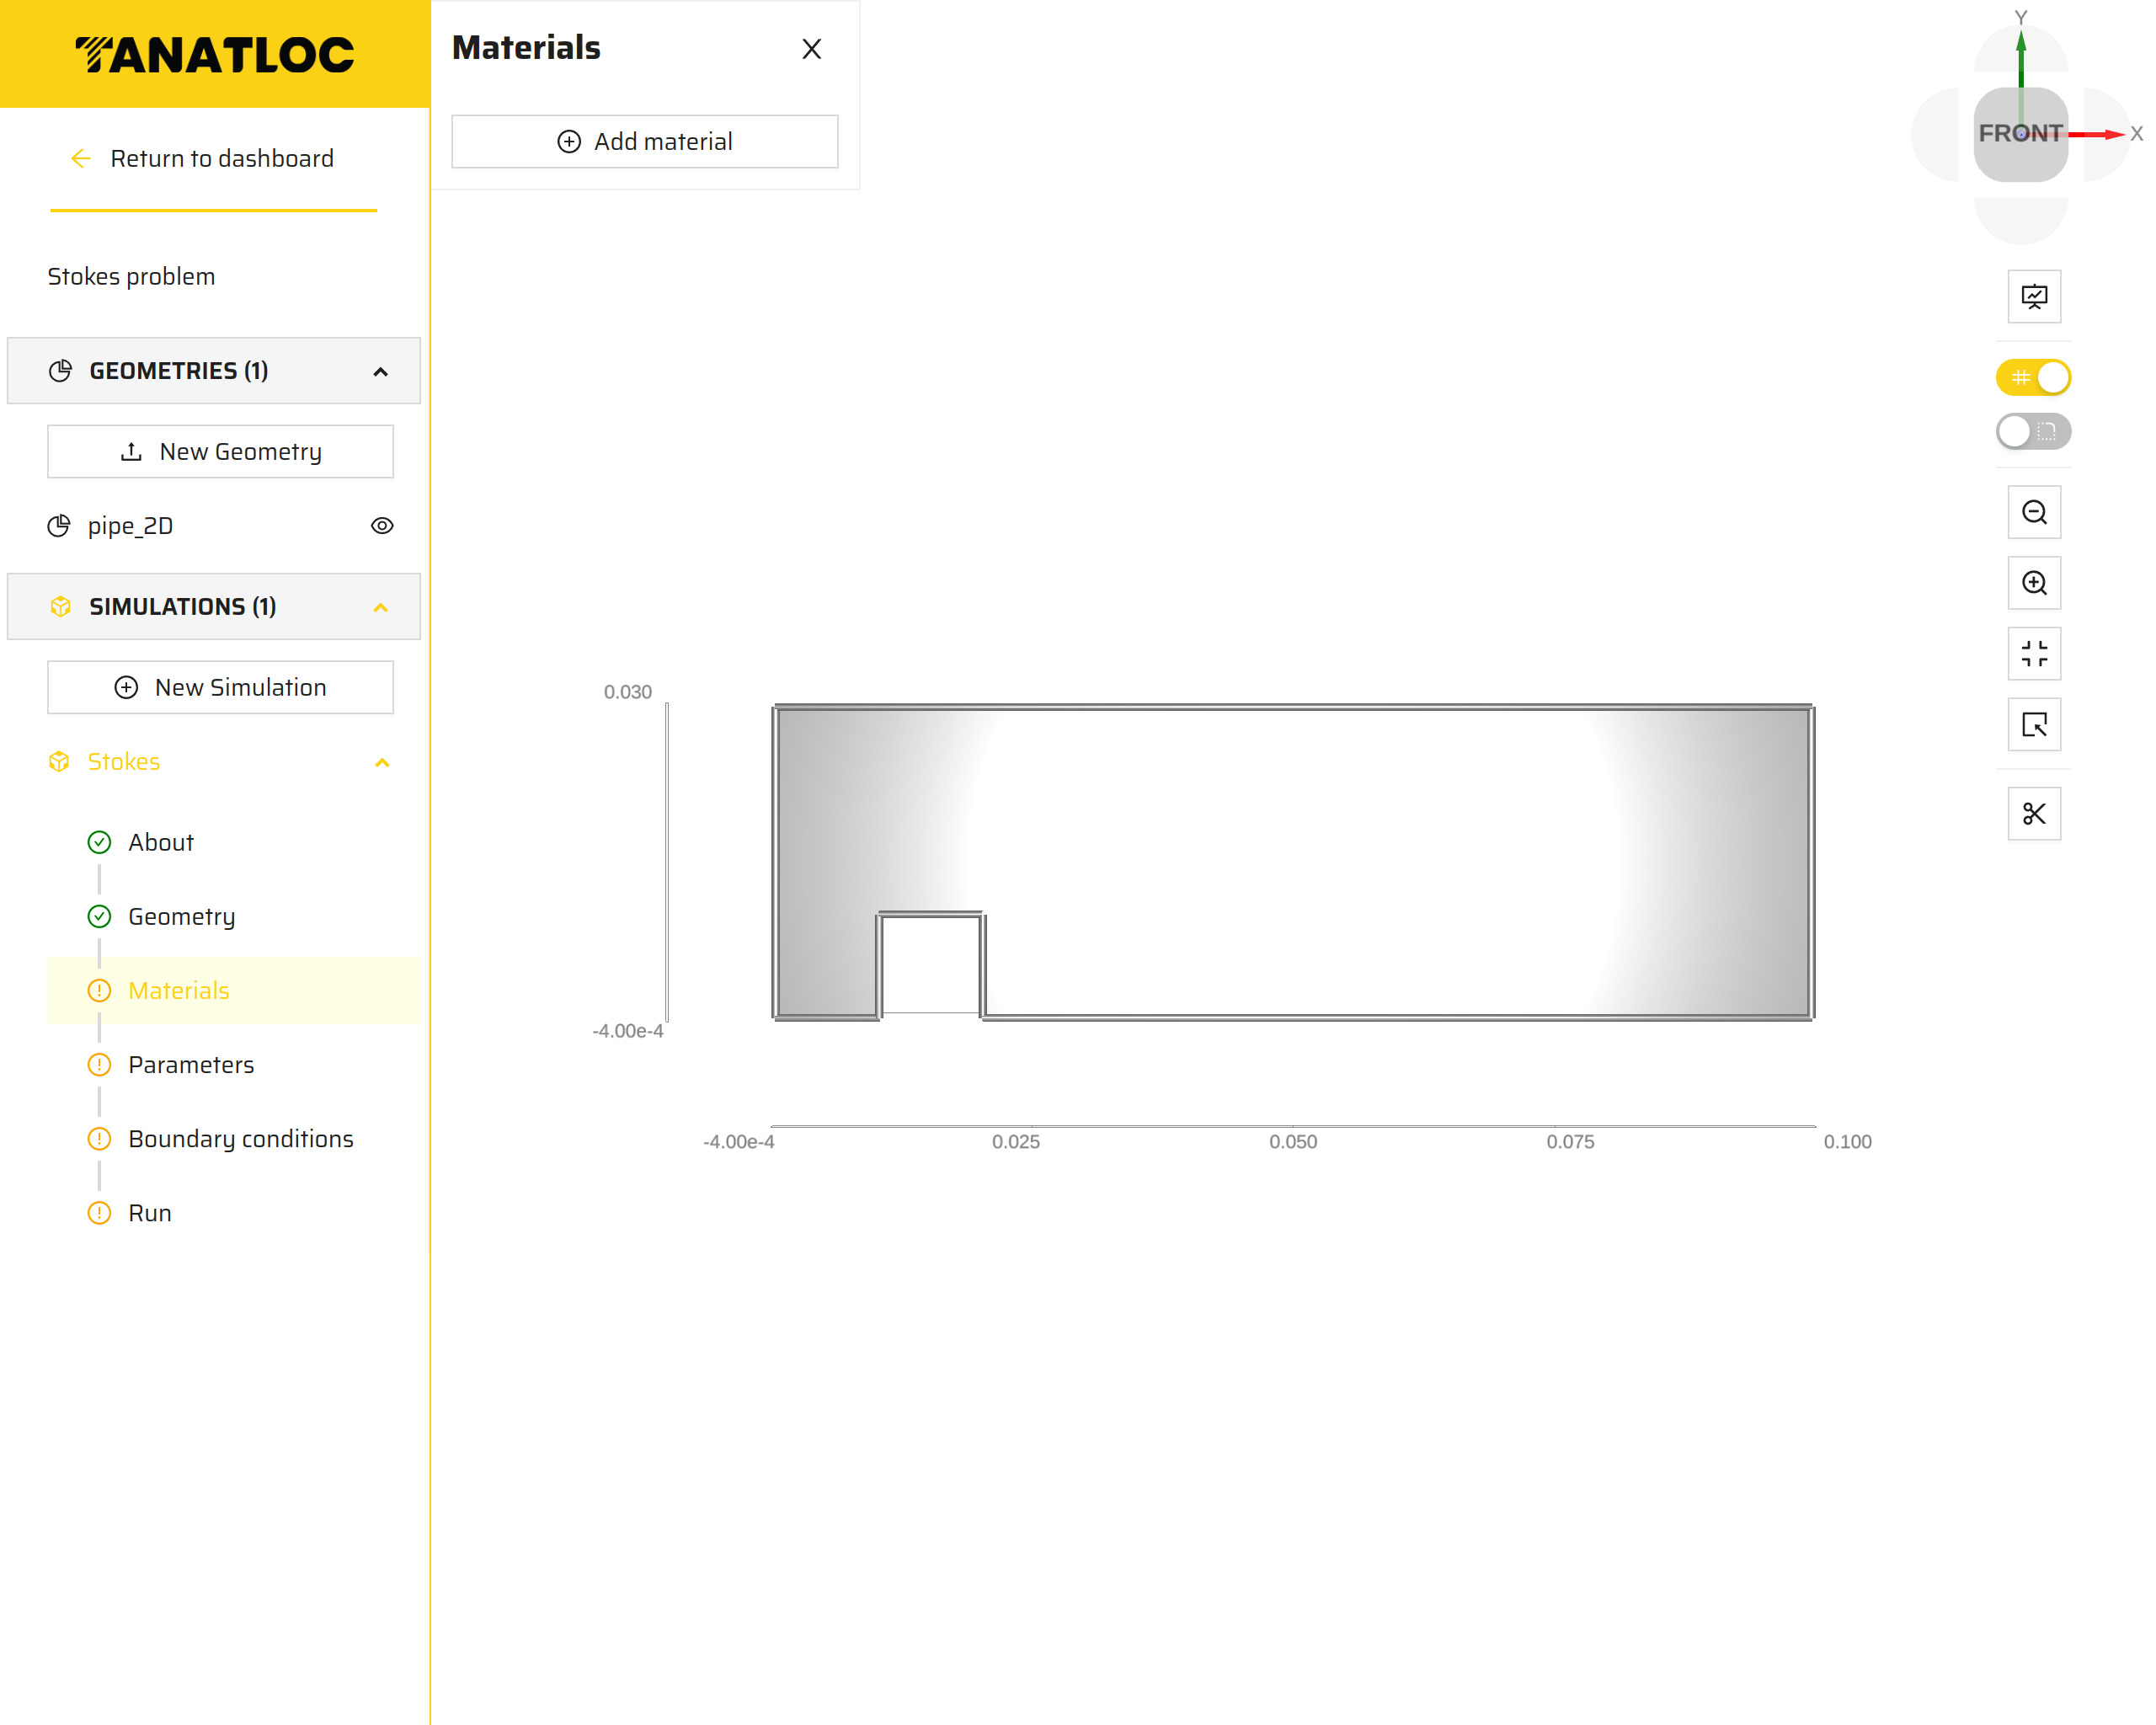 TANATLOC
Return to dashboard
Stokes problem
GEOMETRIES (1)
New Geometry
pipe_2D
SIMULATIONS (1)
New Simulation
Stokes
About
Geometry
Materials
Parameters
Boundary conditions
Run
Materials
X
Add material
Y
FRONT
X
0.030
-4.00e-4
-4.00e-4
0.025
0.050
0.075
0.100